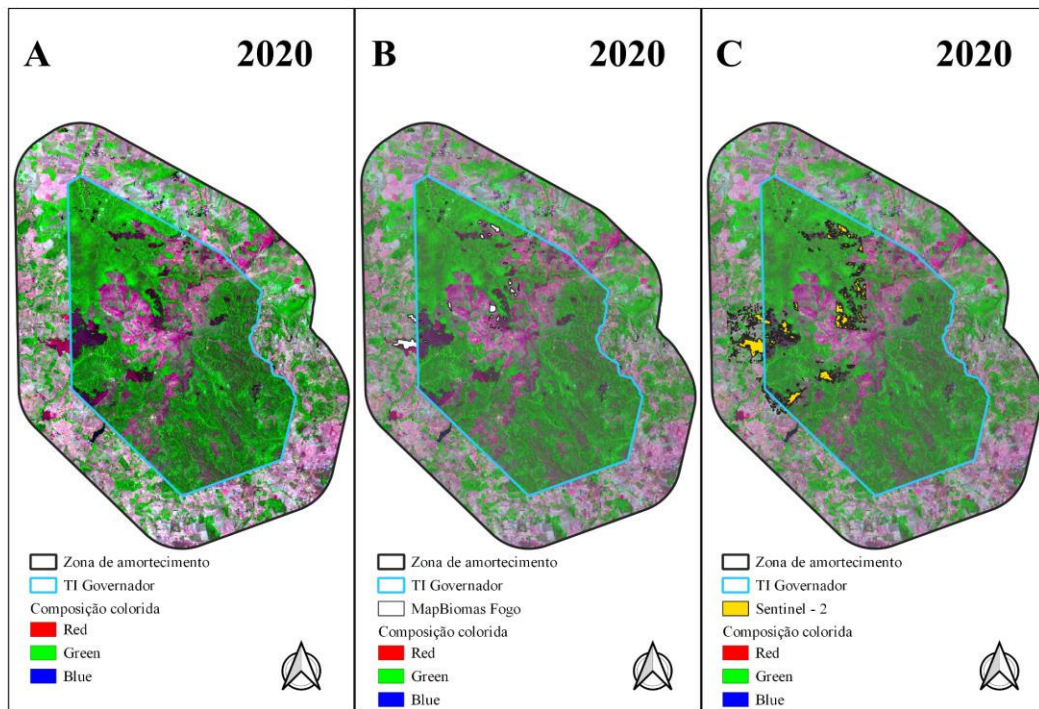 A 2020
B 2020
C 2020
Zona de amortecimento
TI Governador
Composição colorida
Red
Green
Blue
Zona de amortecimento
TI Governador
MapBiomas Fogo
Composição colorida
Red
Green
Blue
Zona de amortecimento
TI Governador
Sentinel - 2
Composição colorida
Red
Green
Blue